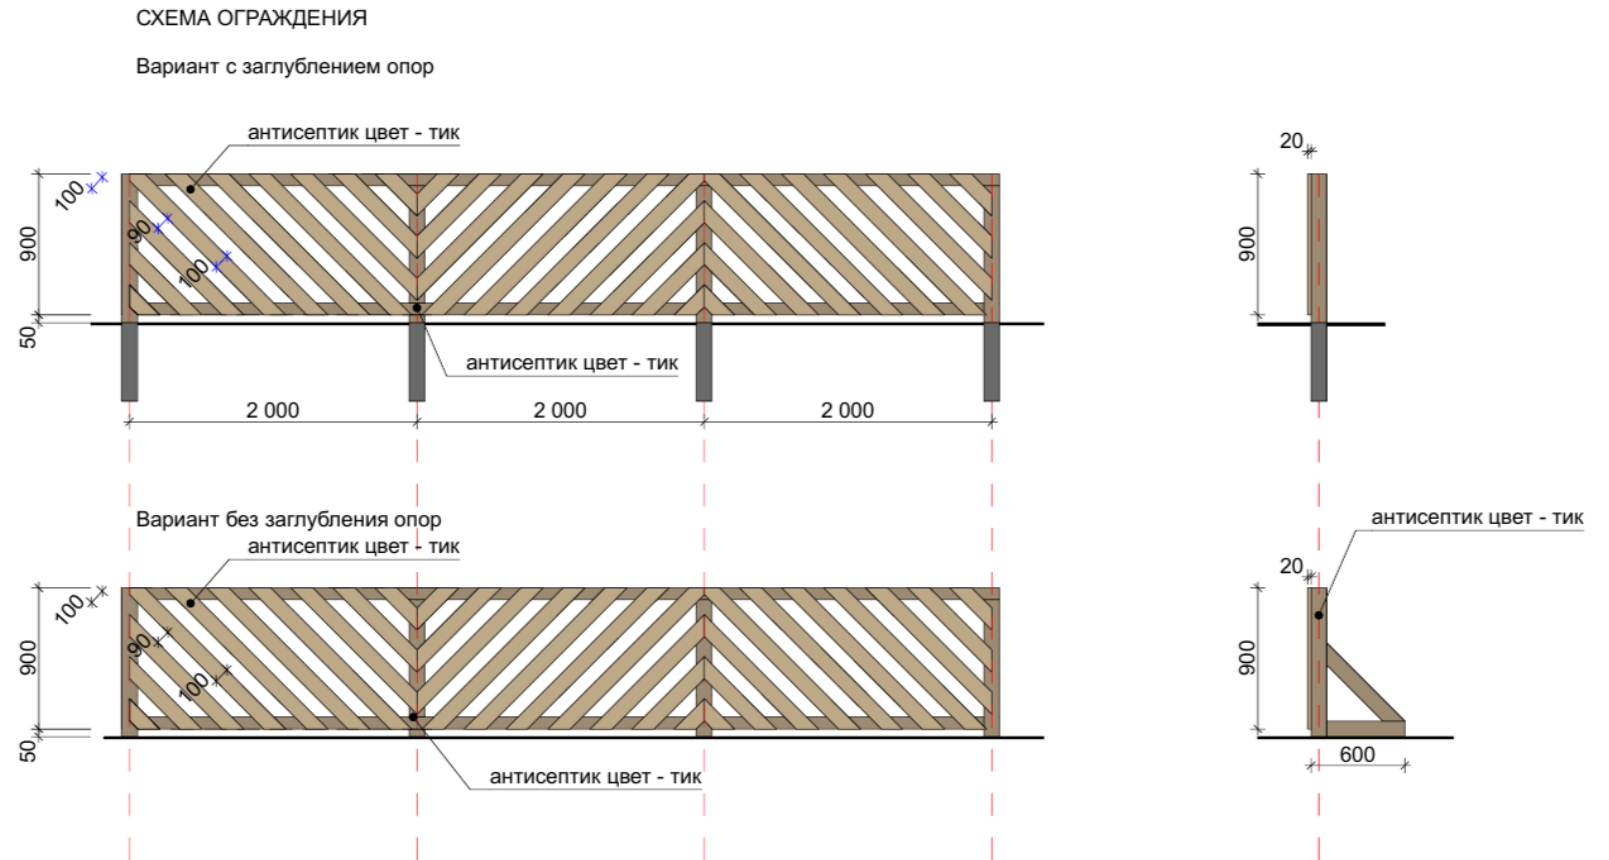 СХЕМА ОГРАЖДЕНИЯ
Вариант с заглублением опор
антисептик цвет - тик
20
100
90
100
900
900
50
антисептик цвет - тик
2 000
2 000
2 000
Вариант без заглубления опор
антисептик цвет - тик
антисептик цвет - тик
20
100
90
100
900
900
50
600
антисептик цвет - тик